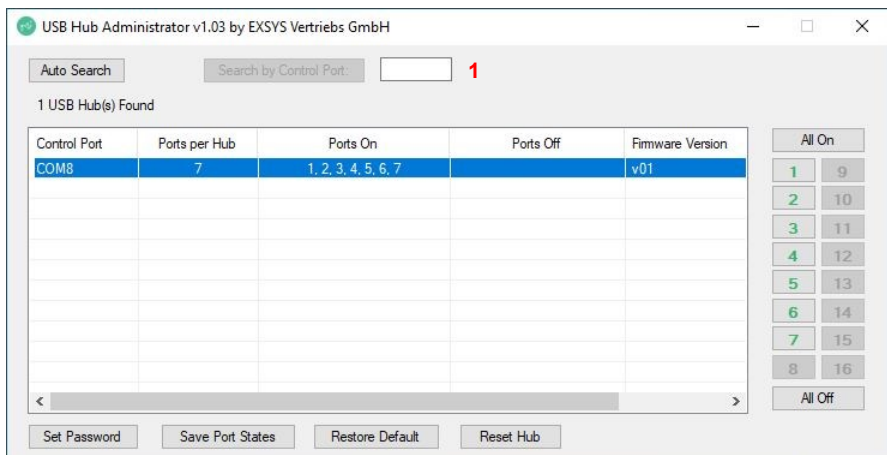 USB Hub Administrator v1.03 by EXSYS Vertriebs GmbH
Auto Search Search by Control Port: 1
1 USB Hub(s) Found
Control Port Ports per Hub Ports On Ports Off Firmware Version All On
COM8 7 1, 2, 3, 4, 5, 6, 7 v01
1 9
2 10
3 11
4 12
5 13
6 14
7 15
8 16
All Off
Set Password Save Port States Restore Default Reset Hub